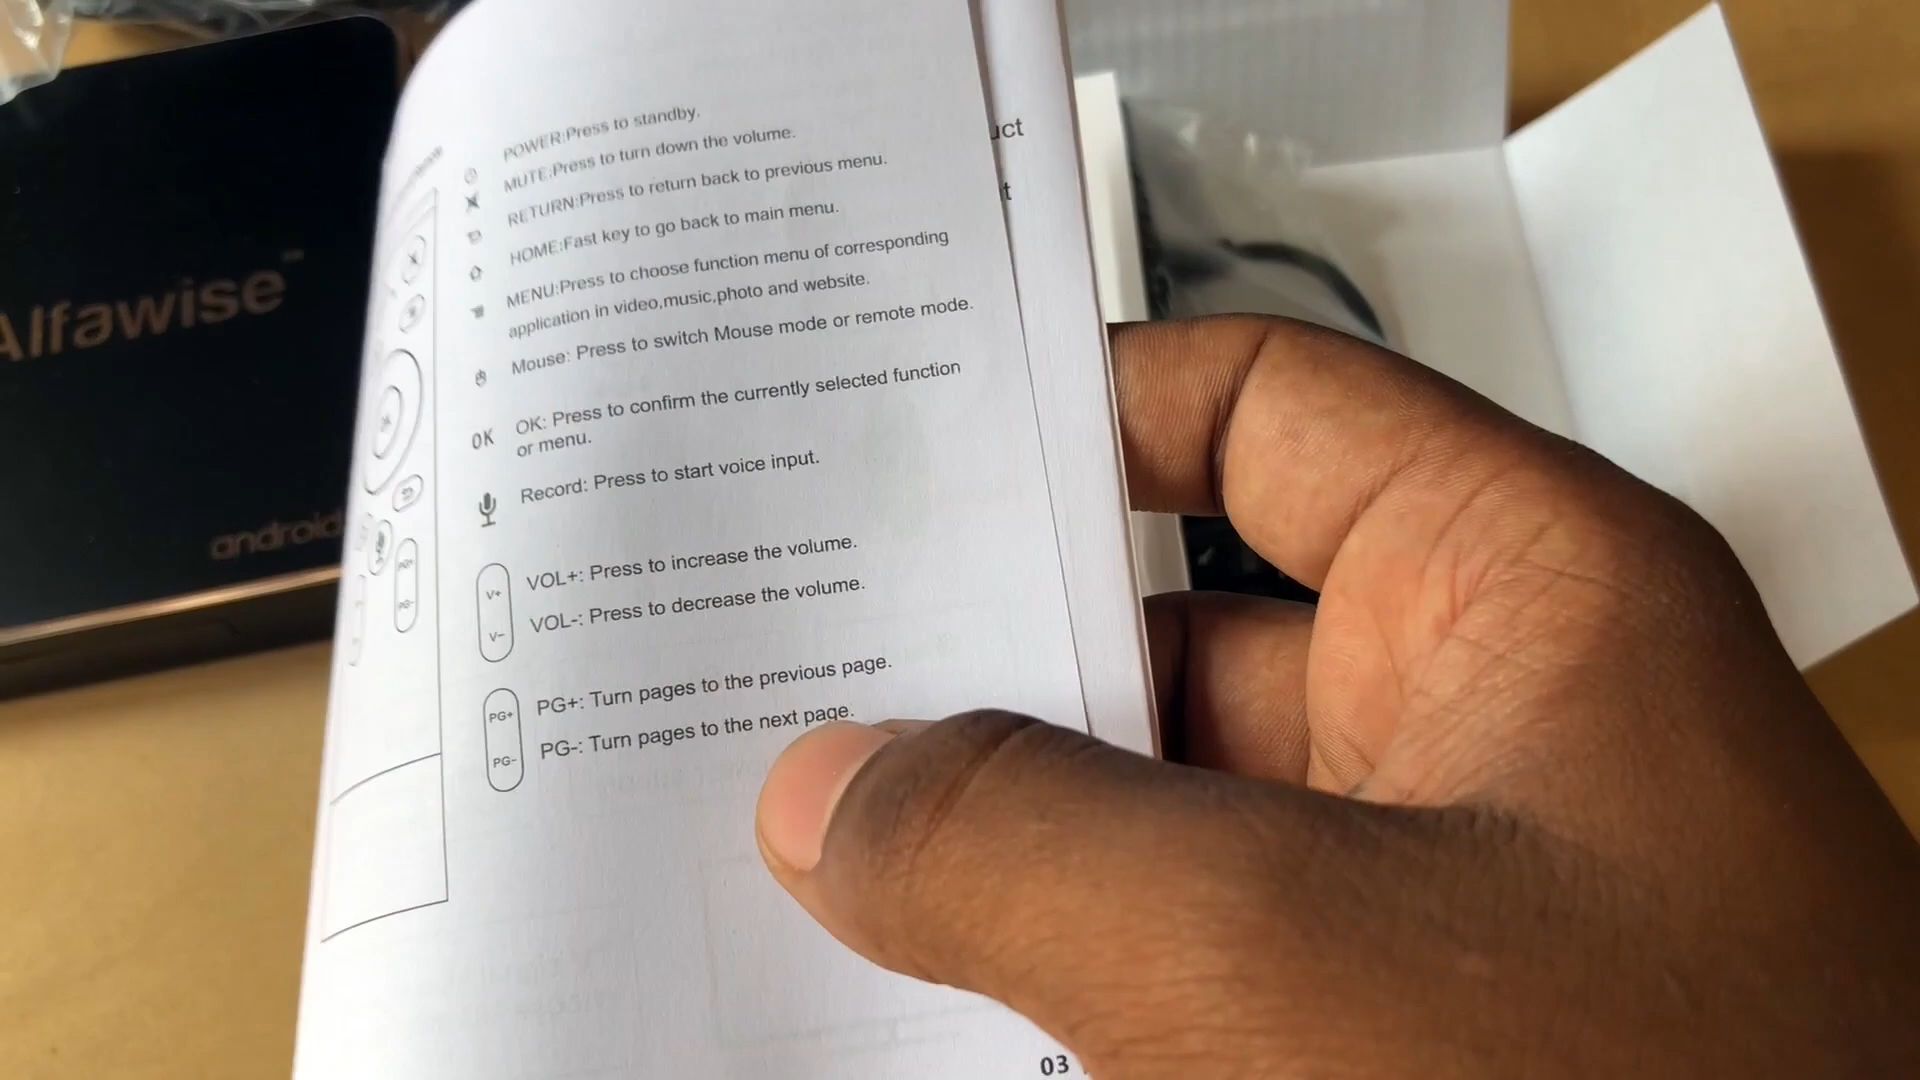 Alfawise™
android
POWER:Press to standby.
MUTE:Press to turn down the volume.
RETURN:Press to return back to previous menu.
HOME:Fast key to go back to main menu.
MENU:Press to choose function menu of corresponding
application in video,music,photo and website.
Mouse: Press to switch Mouse mode or remote mode.
OK OK: Press to confirm the currently selected function
or menu.
Record: Press to start voice input.
V+ VOL+: Press to increase the volume.
V- VOL-: Press to decrease the volume.
PG+ PG+: Turn pages to the previous page.
PG- PG-: Turn pages to the next page.
OK
PG+
PG-
uct
t
03